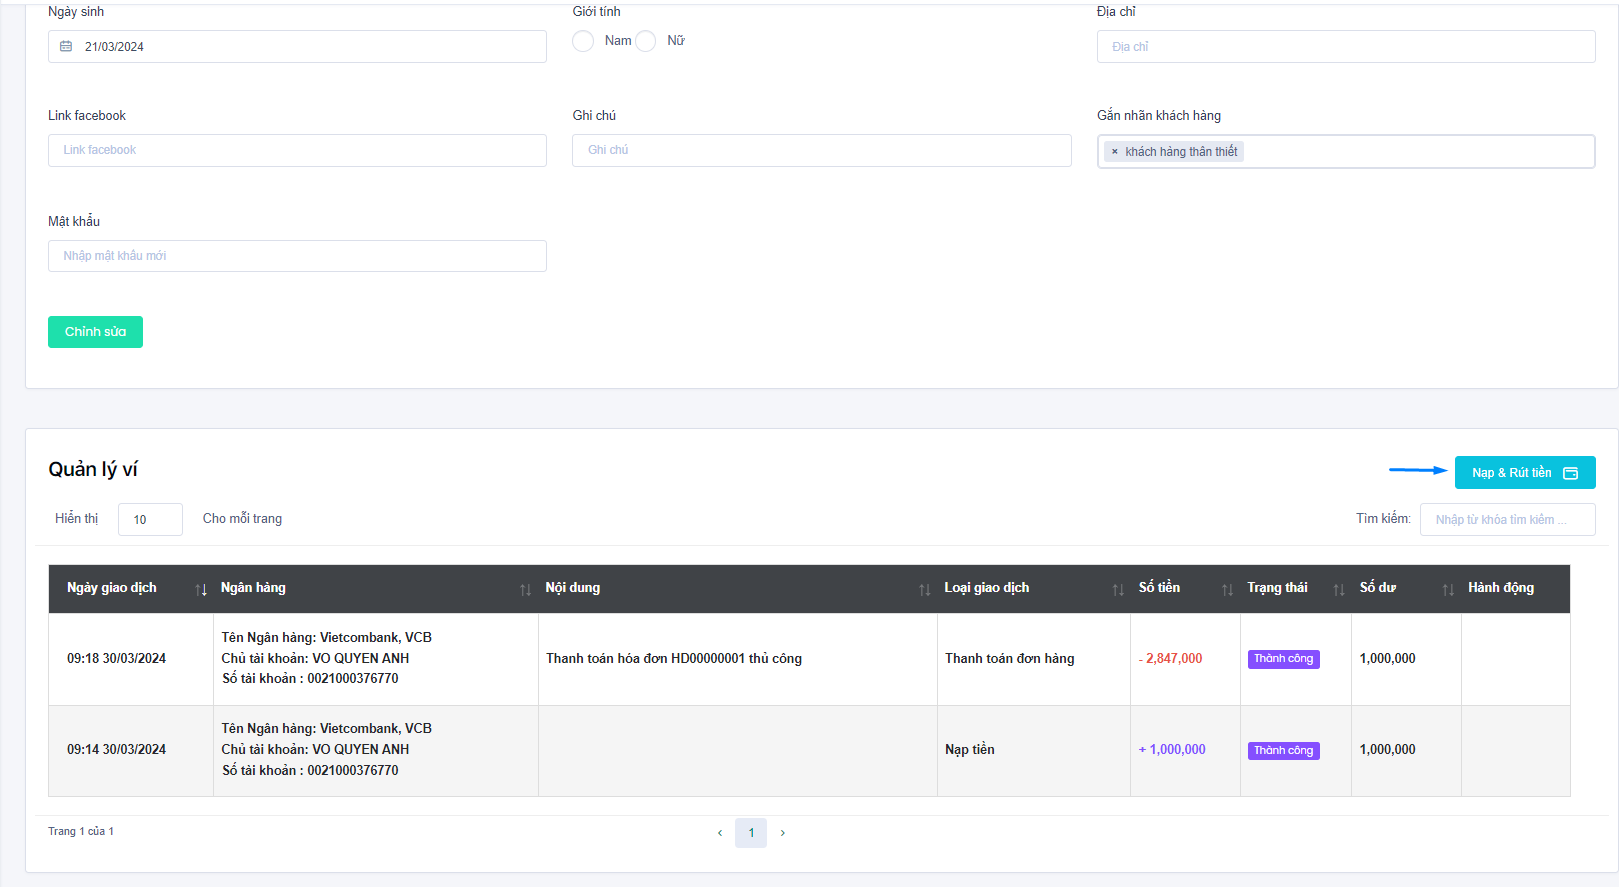 Ngày sinh
Giới tính
Địa chỉ
21/03/2024
Nam
Nữ
Địa chỉ
Link facebook
Ghi chú
Gắn nhãn khách hàng
Link facebook
Ghi chú
× khách hàng thân thiết
Mật khẩu
Nhập mật khẩu mới
Chỉnh sửa
Quản lý ví
Nạp & Rút tiền
Hiển thị
10
Cho mỗi trang
Tìm kiếm:
Nhập từ khóa tìm kiếm ...
Ngày giao dịch
Ngân hàng
Nội dung
Loại giao dịch
Số tiền
Trạng thái
Số dư
Hành động
09:18 30/03/2024
Tên Ngân hàng: Vietcombank, VCB
Chủ tài khoản: VO QUYEN ANH
Số tài khoản : 0021000376770
Thanh toán hóa đơn HD00000001 thủ công
Thanh toán đơn hàng
- 2,847,000
Thành công
1,000,000
09:14 30/03/2024
Tên Ngân hàng: Vietcombank, VCB
Chủ tài khoản: VO QUYEN ANH
Số tài khoản : 0021000376770
Nạp tiền
+ 1,000,000
Thành công
1,000,000
Trang 1 của 1
‹ 1 ›